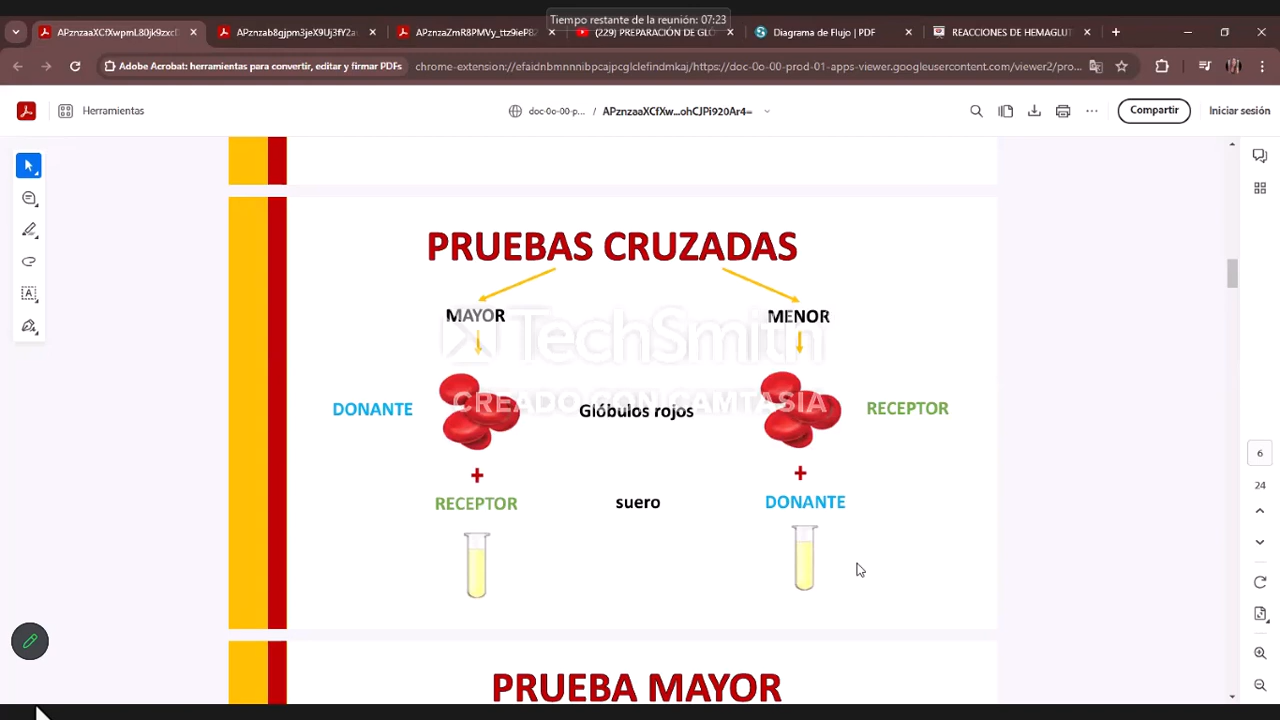 Tiempo restante de la reunión: 07:23
APznzaaXCfXwpmL80jk9zxcD
APznzab8gjpm3jeX9Uj3fY2a
APznzaZmR8PMVy_ttz9ieP8
(229) PREPARACIÓN DE GLÓ
Diagrama de Flujo | PDF
REACCIONES DE HEMAGLUT
Adobe Acrobat: herramientas para convertir, editar y firmar PDFs
chrome-extension://efaidnbmnnnibpcajpcglclefindmkaj/https://doc-0o-00-prod-01-apps-viewer.googleusercontent.com/viewer2/pro...
Herramientas
doc-0o-00-p... / APznzaaXCfXw...ohCJPi920Ar4=
Compartir
Iniciar sesión
PRUEBAS CRUZADAS
MAYOR
MENOR
TechSmith
CREADO CON CAMTASIA
DONANTE
Glóbulos rojos
RECEPTOR
+
+
RECEPTOR
suero
DONANTE
6
24
PRUEBA MAYOR